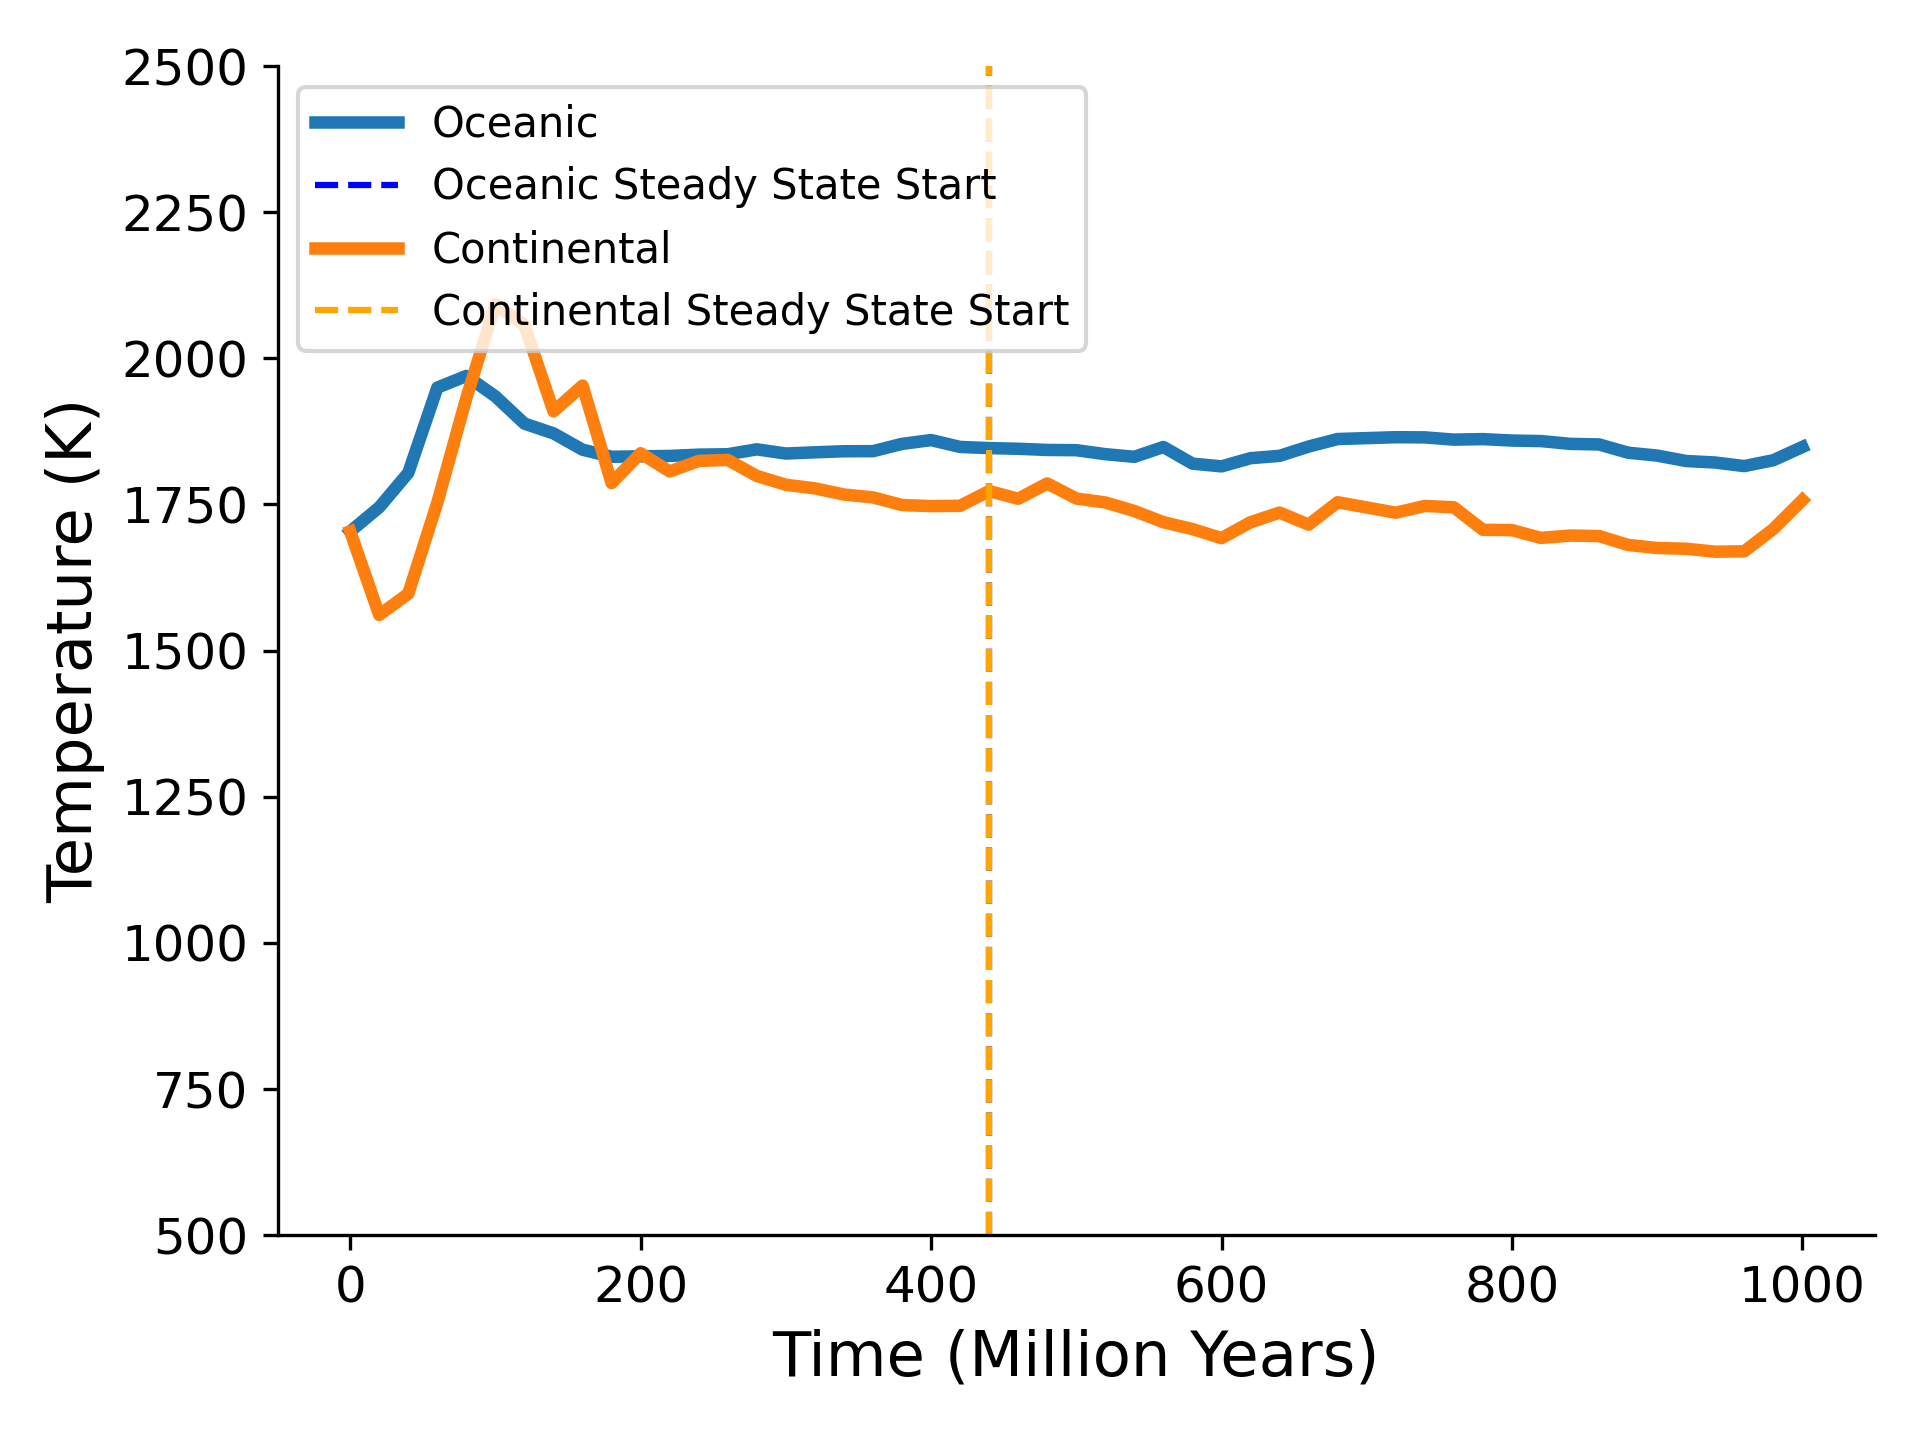 2500
2250
2000
1750
1500
1250
1000
750
500
Temperature (K)
Oceanic
Oceanic Steady State Start
Continental
Continental Steady State Start
0 200 400 600 800 1000
Time (Million Years)